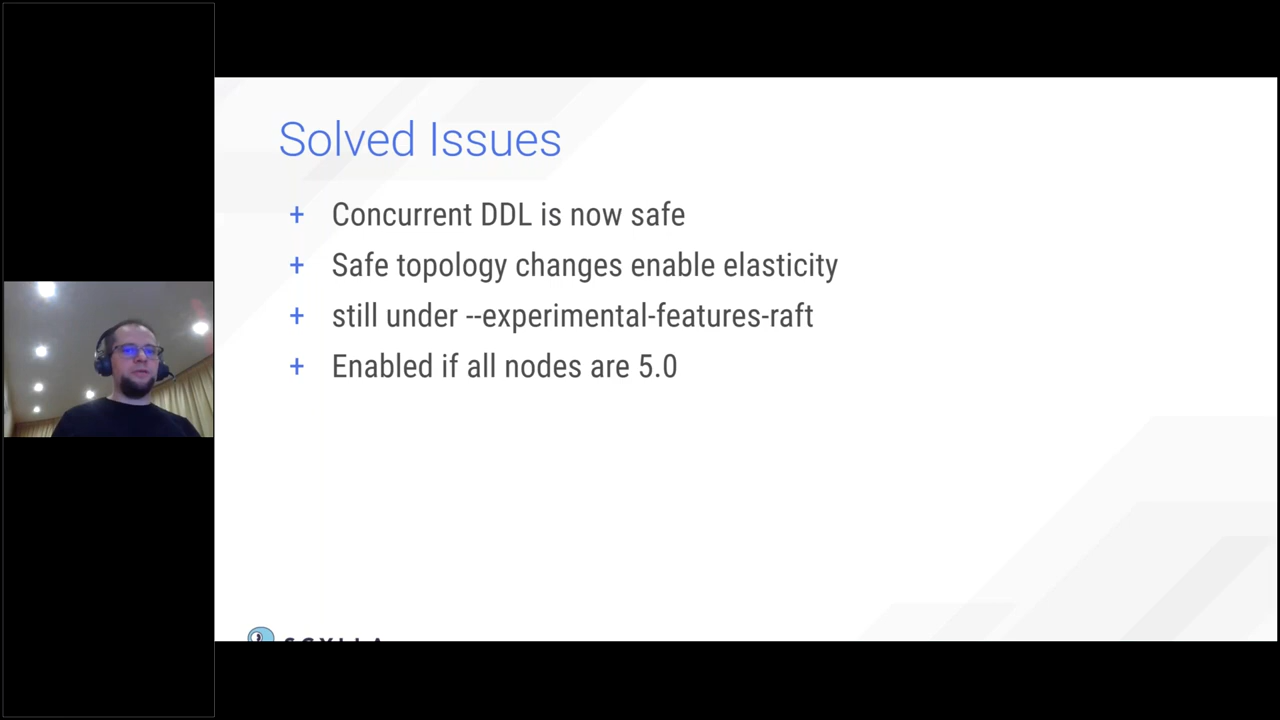 Solved Issues
+ Concurrent DDL is now safe
+ Safe topology changes enable elasticity
+ still under --experimental-features-raft
+ Enabled if all nodes are 5.0
SCYLLA